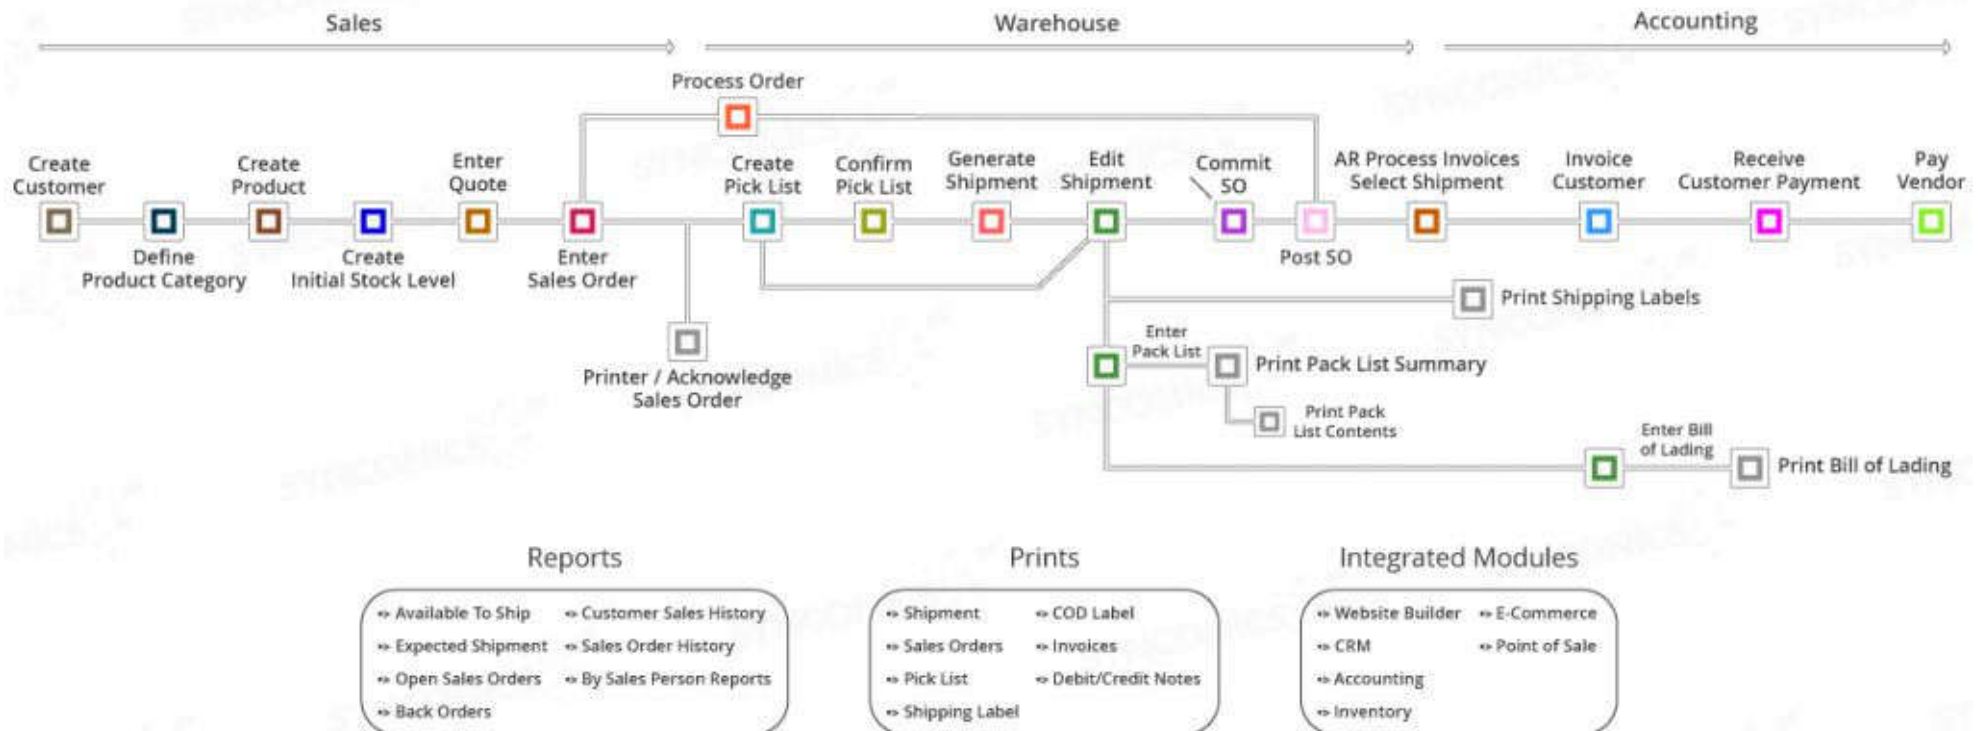 Sales
Warehouse
Accounting
Process Order
Create
Customer
Create
Product
Enter
Quote
Create
Pick List
Confirm
Pick List
Generate
Shipment
Edit
Shipment
Commit
SO
AR Process Invoices
Select Shipment
Invoice
Customer
Receive
Customer Payment
Pay
Vendor
Define
Product Category
Create
Initial Stock Level
Enter
Sales Order
Post SO
Print Shipping Labels
Enter
Pack List
Print Pack List Summary
Printer / Acknowledge
Sales Order
Print Pack
List Contents
Enter Bill
of Lading
Print Bill of Lading
Reports
Available To Ship
Customer Sales History
Expected Shipment
Sales Order History
Open Sales Orders
By Sales Person Reports
Back Orders
Prints
Shipment
COD Label
Sales Orders
Invoices
Pick List
Debit/Credit Notes
Shipping Label
Integrated Modules
Website Builder
E-Commerce
CRM
Point of Sale
Accounting
Inventory